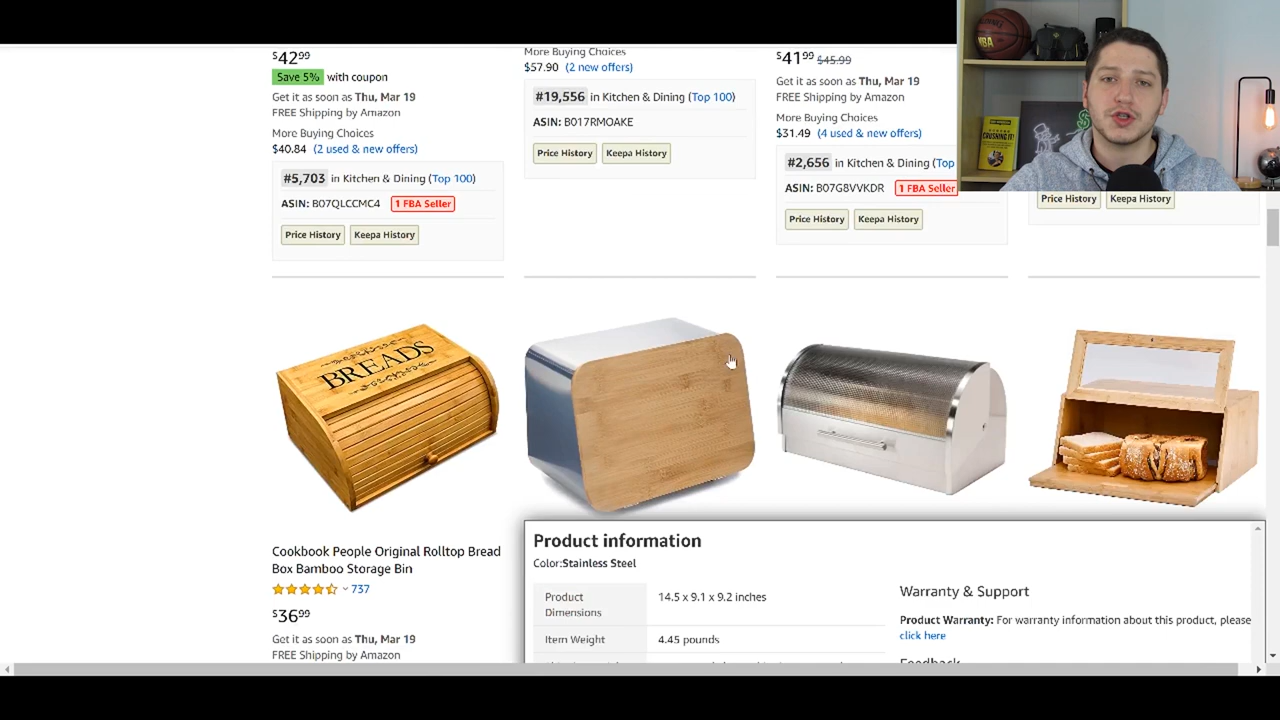 $42.99
Save 5% with coupon
Get it as soon as Thu, Mar 19
FREE Shipping by Amazon
More Buying Choices
$40.84 (2 used & new offers)
#5,703 in Kitchen & Dining (Top 100)
ASIN: B07QLCCMC4 1 FBA Seller
Price History Keepa History
More Buying Choices
$57.90 (2 new offers)
#19,556 in Kitchen & Dining (Top 100)
ASIN: B017RMOAKE
Price History Keepa History
$41.99 $45.99
Get it as soon as Thu, Mar 19
FREE Shipping by Amazon
More Buying Choices
$31.49 (4 used & new offers)
#2,656 in Kitchen & Dining (Top
ASIN: B07G8VVKDR 1 FBA Seller
Price History Keepa History
Price History Keepa History
CRUSHING IT!
BREADS
Cookbook People Original Rolltop Bread
Box Bamboo Storage Bin
737
$36.99
Get it as soon as Thu, Mar 19
FREE Shipping by Amazon
Product information
Color:Stainless Steel
Product
Dimensions
14.5 x 9.1 x 9.2 inches
Item Weight
4.45 pounds
Warranty & Support
Product Warranty: For warranty information about this product, please
click here